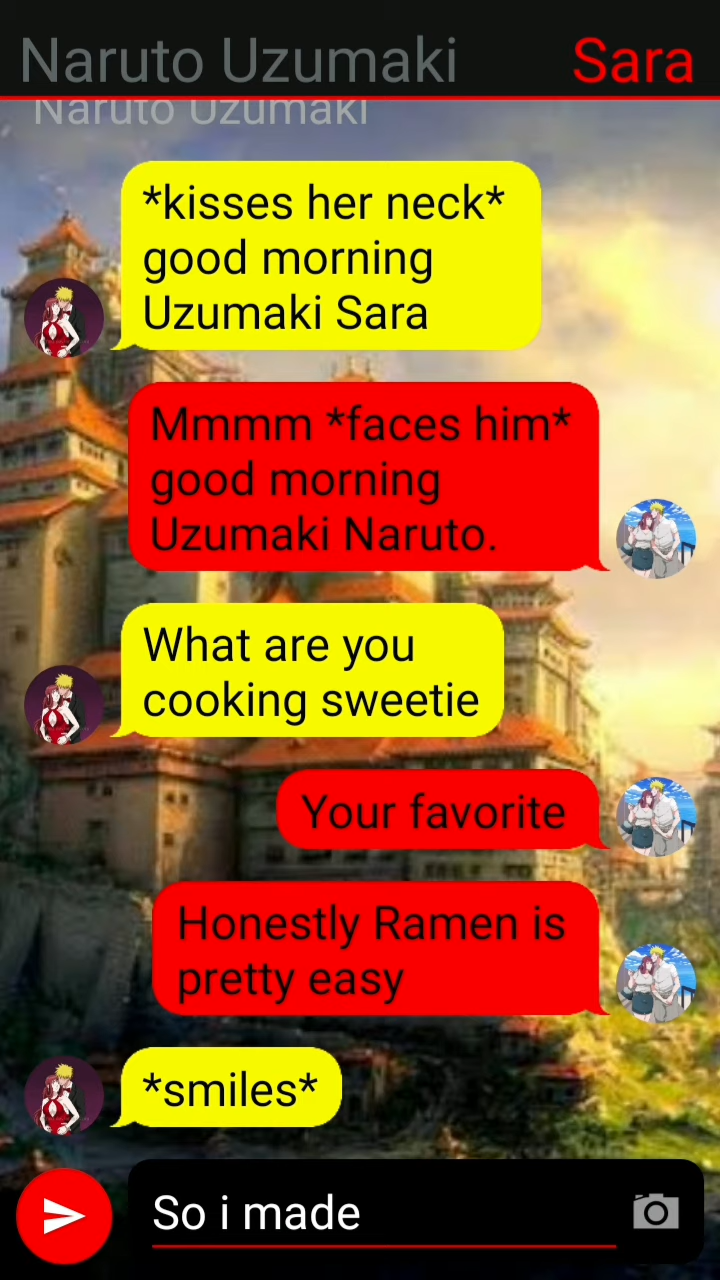 Naruto Uzumaki
Sara
Naruto Uzumaki
*kisses her neck*
good morning
Uzumaki Sara
Mmmm *faces him*
good morning
Uzumaki Naruto.
What are you
cooking sweetie
Your favorite
Honestly Ramen is
pretty easy
*smiles*
So i made